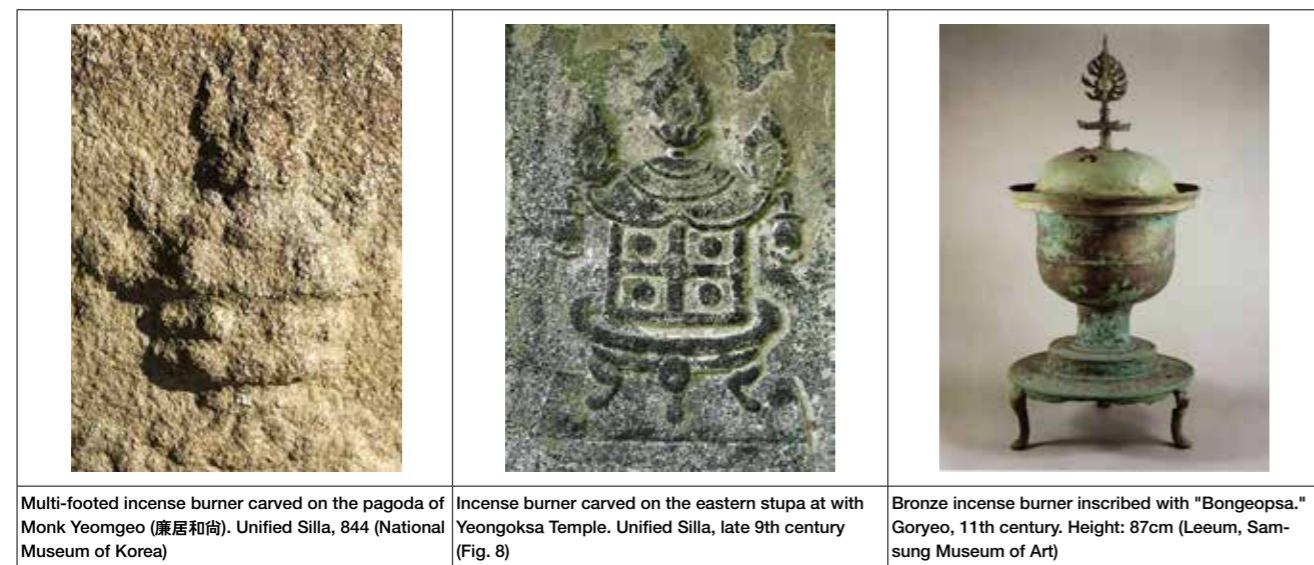 Multi-footed incense burner carved on the pagoda of
Monk Yeomgeo (廉居和尙). Unified Silla, 844 (National
Museum of Korea)
Incense burner carved on the eastern stupa at with
Yeongoksa Temple. Unified Silla, late 9th century
(Fig. 8)
Bronze incense burner inscribed with "Bongeopsa."
Goryeo, 11th century. Height: 87cm (Leeum, Sam-
sung Museum of Art)